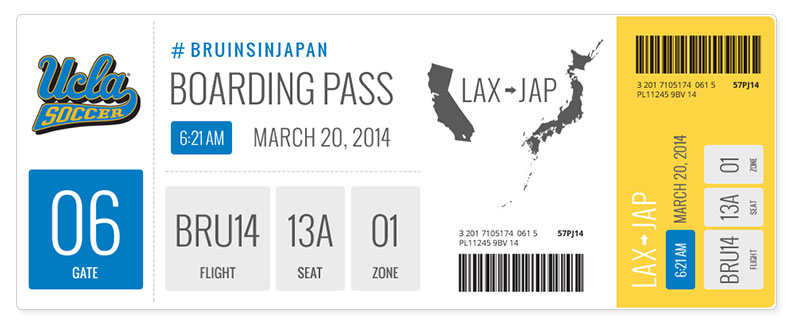 Ucla
SOCCER
06
GATE
#BRUINSINJAPAN
BOARDING PASS
6:21 AM
MARCH 20, 2014
BRU14
FLIGHT
13A
SEAT
01
ZONE
LAX JAP
3 201 7105174 061 5 57PJ14
PL11245 9BV 14
3 201 7105174 061 5 57PJ14
PL11245 9BV 14
LAX JAP
6:21 AM
MARCH 20, 2014
BRU14
FLIGHT
13A
SEAT
01
ZONE